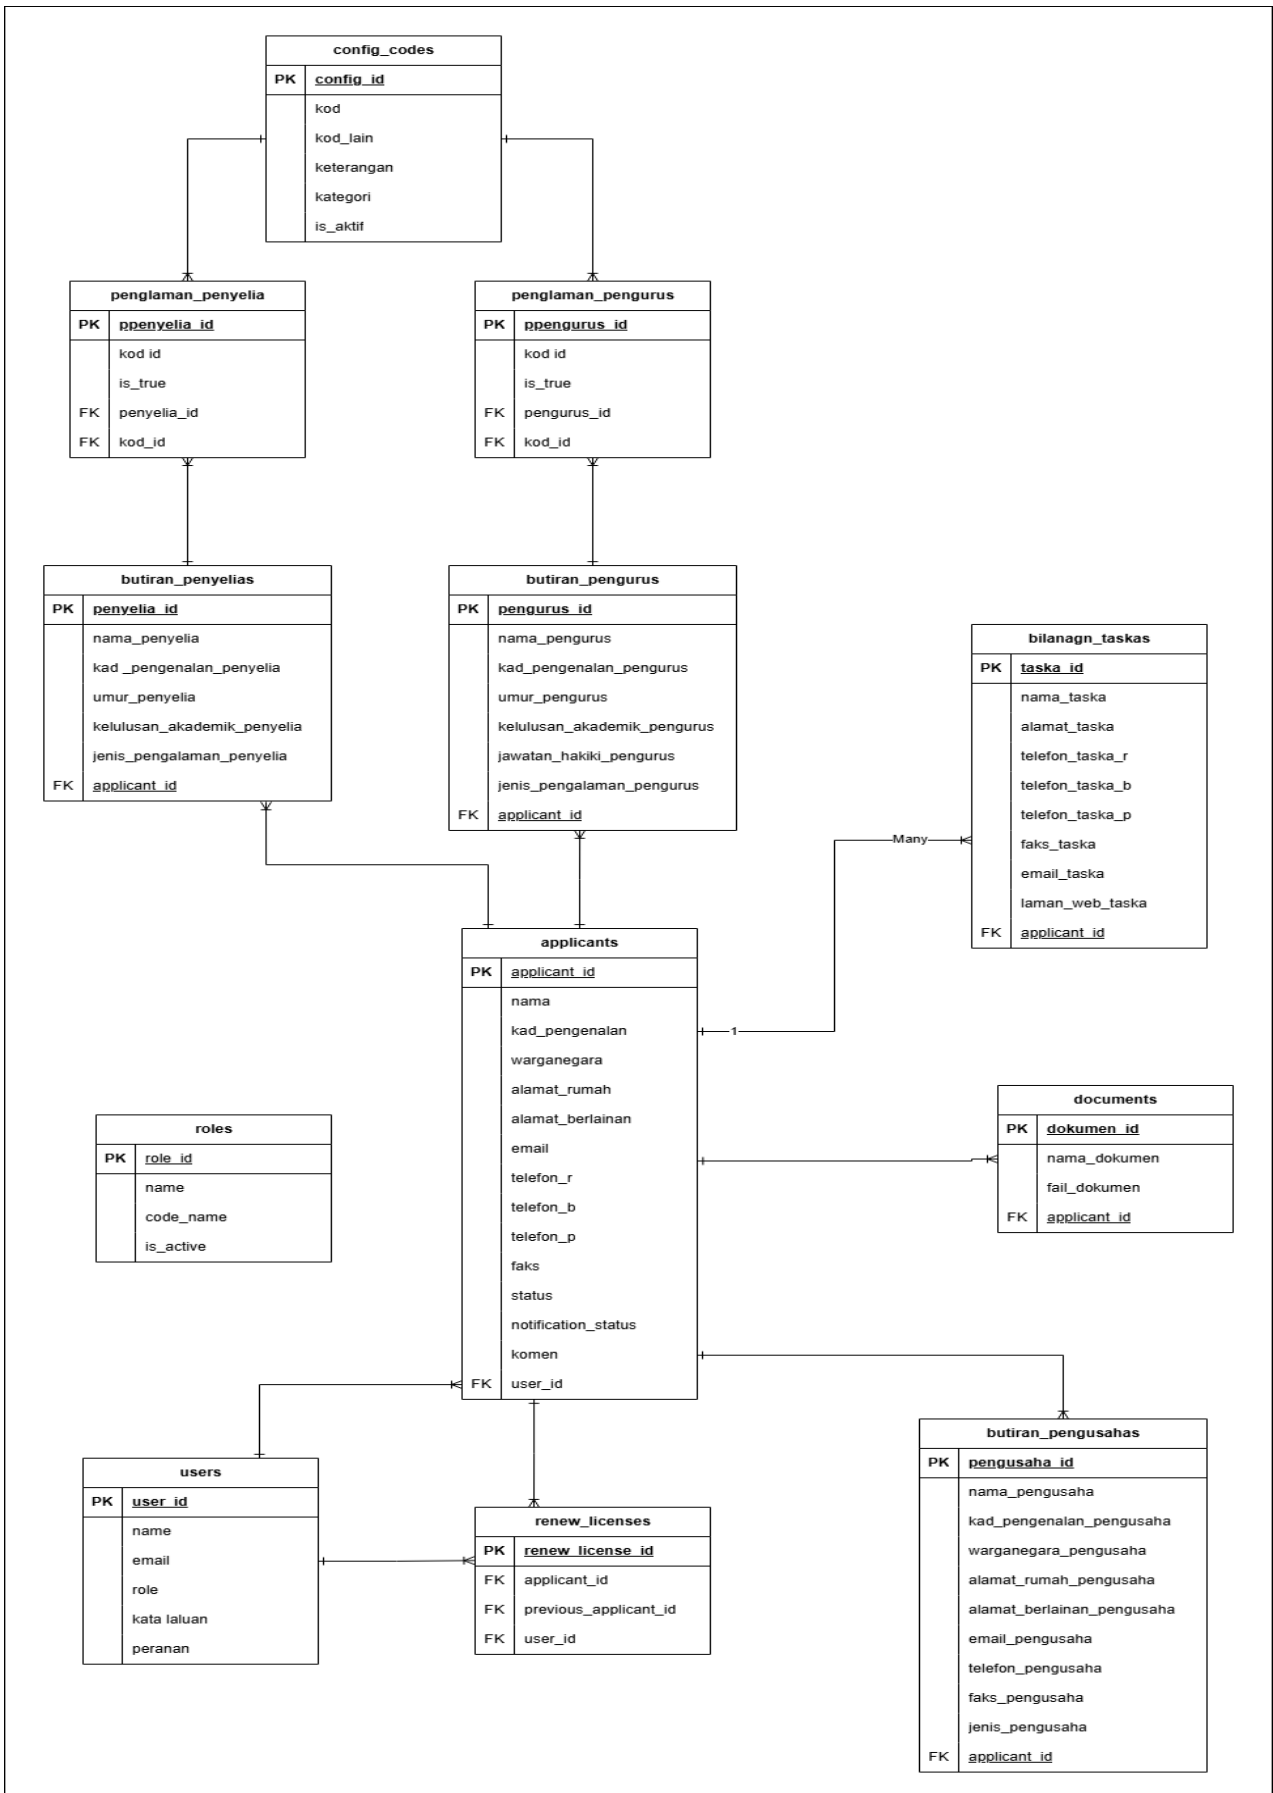 config_codes
PK config_id
kod
kod_lain
keterangan
kategori
is_aktif
penglaman_penyelia
PK ppenyelia_id
kod id
is_true
FK penyelia_id
FK kod_id
penglaman_pengurus
PK ppengurus_id
kod id
is_true
FK pengurus_id
FK kod_id
butiran_penyelias
PK penyelia_id
nama_penyelia
kad _pengenalan_penyelia
umur_penyelia
kelulusan_akademik_penyelia
jenis_pengalaman_penyelia
FK applicant_id
butiran_pengurus
PK pengurus_id
nama_pengurus
kad_pengenalan_pengurus
umur_pengurus
kelulusan_akademik_pengurus
jawatan_hakiki_pengurus
jenis_pengalaman_pengurus
FK applicant_id
bilanagn_taskas
PK taska_id
nama_taska
alamat_taska
telefon_taska_r
telefon_taska_b
telefon_taska_p
faks_taska
email_taska
laman_web_taska
FK applicant_id
Many
1
applicants
PK applicant_id
nama
kad_pengenalan
warganegara
alamat_rumah
alamat_berlainan
email
telefon_r
telefon_b
telefon_p
faks
status
notification_status
komen
FK user_id
documents
PK dokumen_id
nama_dokumen
fail_dokumen
FK applicant_id
roles
PK role_id
name
code_name
is_active
users
PK user_id
name
email
role
kata laluan
peranan
renew_licenses
PK renew_license_id
FK applicant_id
FK previous_applicant_id
FK user_id
butiran_pengusahas
PK pengusaha_id
nama_pengusaha
kad_pengenalan_pengusaha
warganegara_pengusaha
alamat_rumah_pengusaha
alamat_berlainan_pengusaha
email_pengusaha
telefon_pengusaha
faks_pengusaha
jenis_pengusaha
FK applicant_id